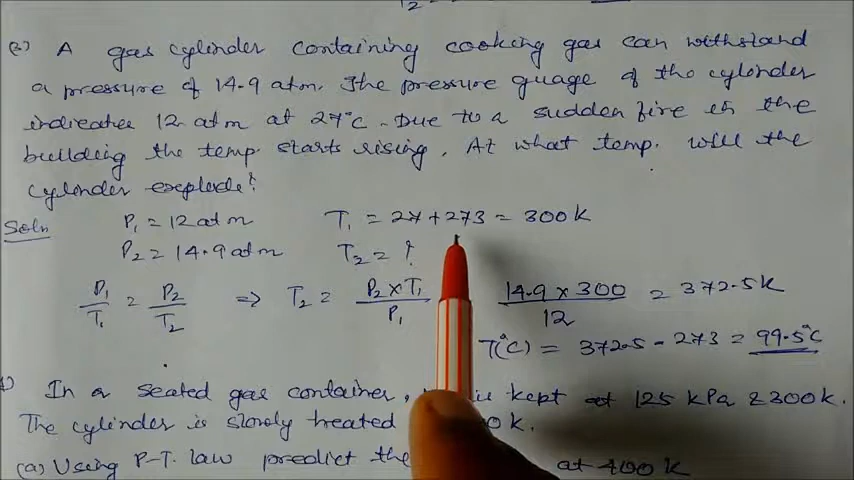 12
(3) A gas cylinder containing cooking gas can withstand
a pressure of 14.9 atm. The pressure guage of the cylinder
indicates 12 atm at 27°C. Due to a sudden fire in the
building the temp. starts rising. At what temp. will the
cylinder explode?
Soln P₁ = 12 atm T₁ = 27 + 273 = 300 K
P₂ = 14.9 atm T₂ = ?
P₁/T₁ = P₂/T₂ ⇒ T₂ = P₂ × T₁ / P₁ 14.9 × 300 / 12 = 372.5 K
T(°C) = 372.5 - 273 = 99.5°C
In a sealed gas container, kept at 125 kPa & 300 K.
The cylinder is slowly heated K.
(a) Using P-T law predict the at 400 K